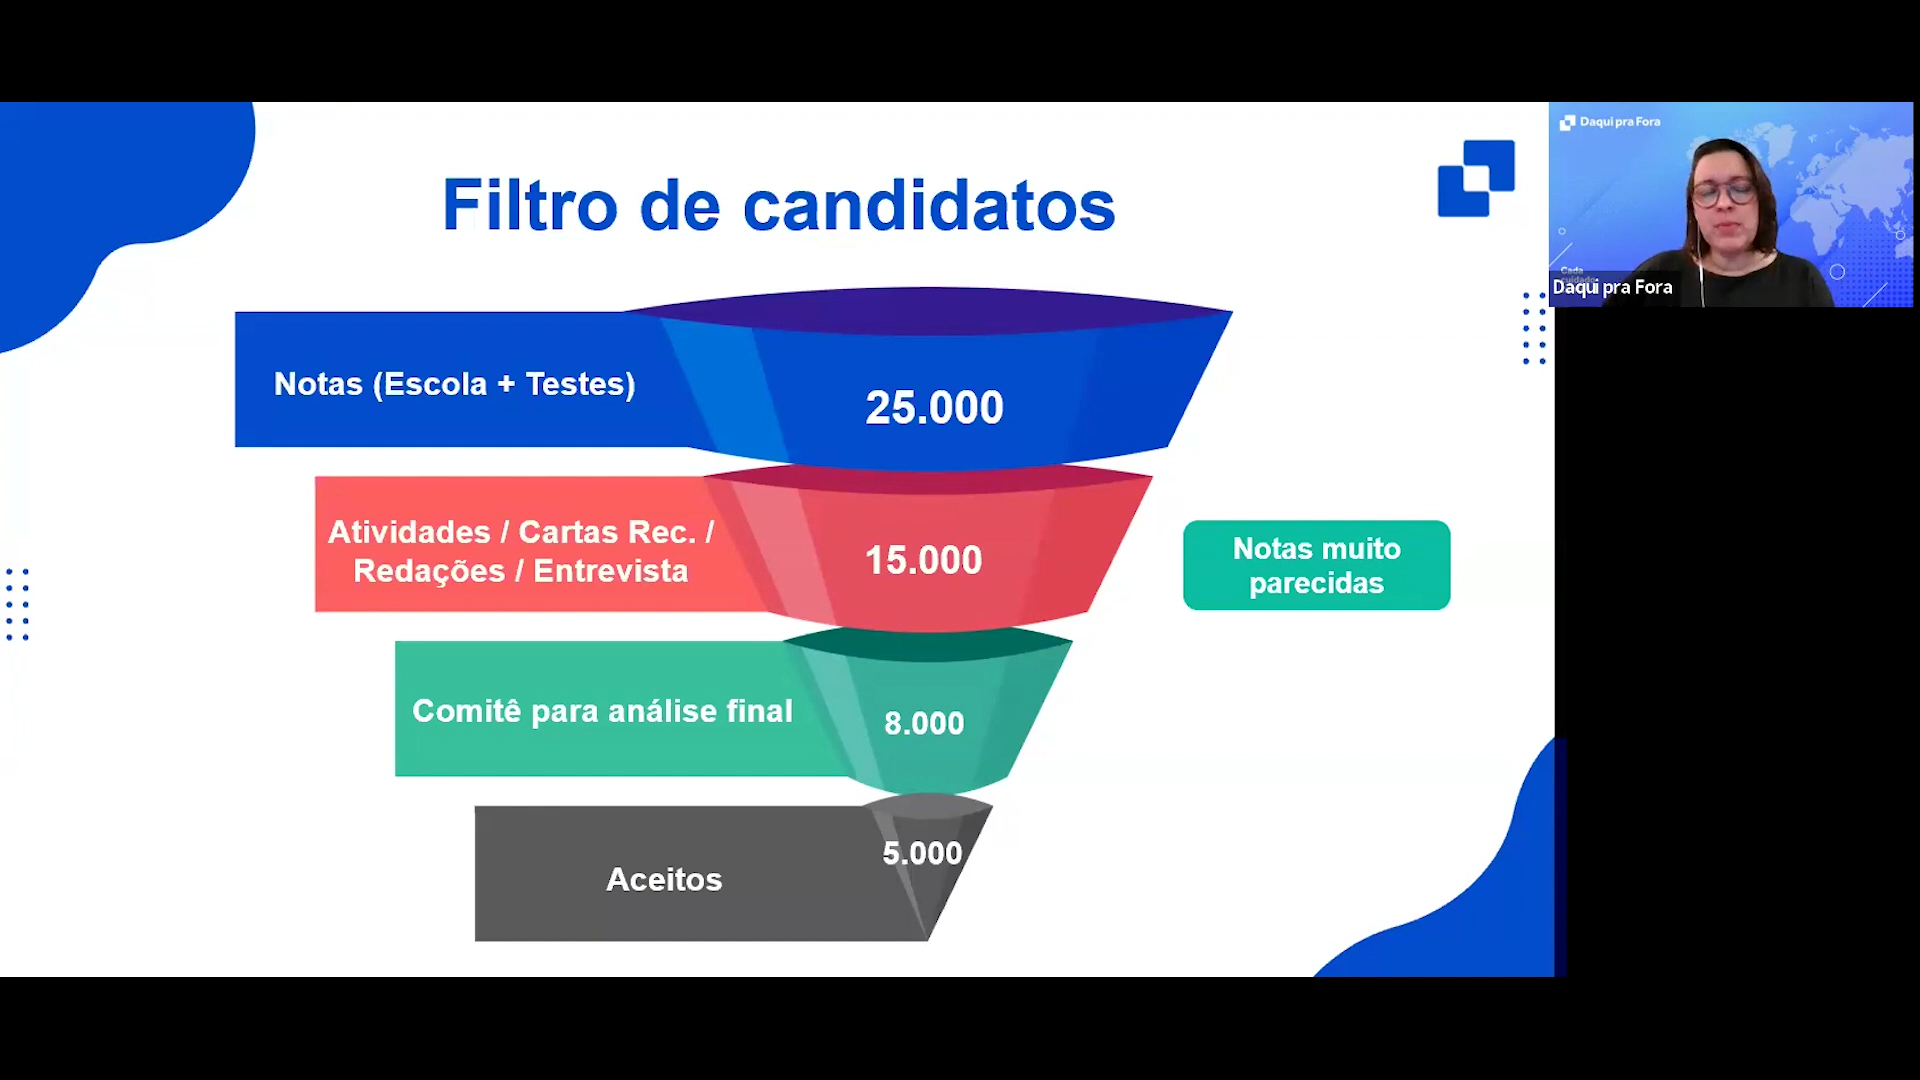 Filtro de candidatos
Notas (Escola + Testes)
25.000
Atividades / Cartas Rec. /
Redações / Entrevista
15.000
Notas muito
parecidas
Comitê para análise final
8.000
Aceitos
5.000
Daqui pra Fora
Cada
Daqui pra Fora